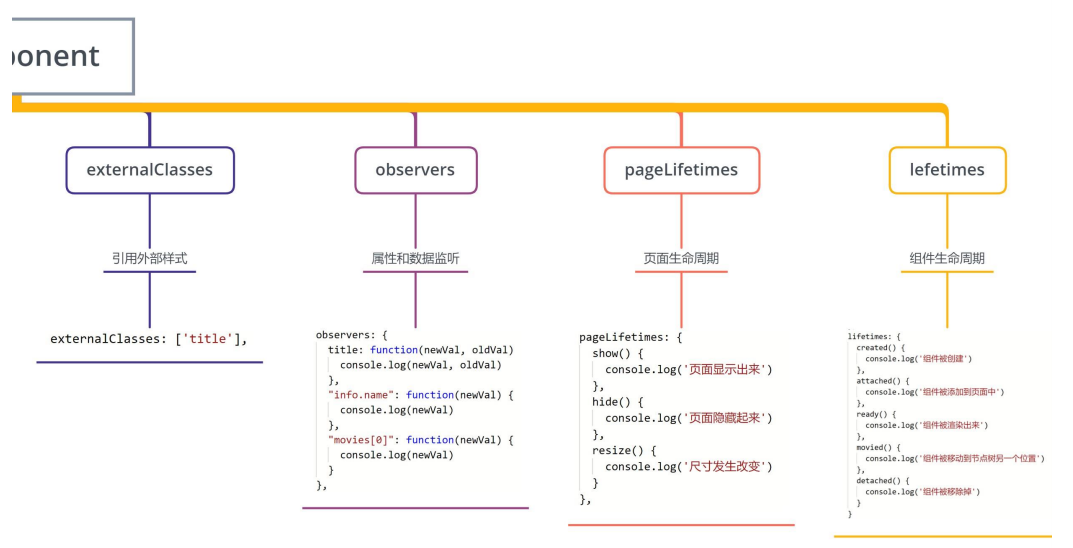 ponent
externalClasses
引用外部样式
externalClasses: ['title'],
observers
属性和数据监听
observers: {
title: function(newVal, oldVal)
console.log(newVal, oldVal)
},
"info.name": function(newVal) {
console.log(newVal)
},
"movies[0]": function(newVal) {
console.log(newVal)
}
},
pageLifetimes
页面生命周期
pageLifetimes: {
show() {
console.log('页面显示出来')
},
hide() {
console.log('页面隐藏起来')
},
resize() {
console.log('尺寸发生改变')
}
},
lefetimes
组件生命周期
lifetimes: {
created() {
console.log('组件被创建')
},
attached() {
console.log('组件被添加到页面中')
},
ready() {
console.log('组件被渲染出来')
},
movied() {
console.log('组件被移动到节点树另一个位置')
},
detached() {
console.log('组件被移除掉')
}
}